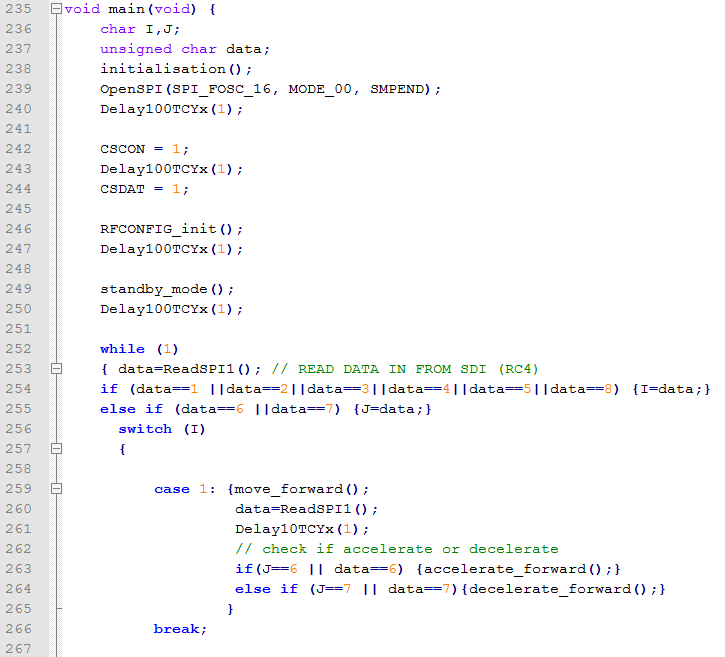 235 void main(void) {
236 char I,J;
237 unsigned char data;
238 initialisation();
239 OpenSPI(SPI_FOSC_16, MODE_00, SMPEND);
240 Delay100TCYx(1);
241
242 CSCON = 1;
243 Delay100TCYx(1);
244 CSDAT = 1;
245
246 RFCONFIG_init();
247 Delay100TCYx(1);
248
249 standby_mode();
250 Delay100TCYx(1);
251
252 while (1)
253 { data=ReadSPI1(); // READ DATA IN FROM SDI (RC4)
254 if (data==1 ||data==2||data==3||data==4||data==5||data==8) {I=data;}
255 else if (data==6 ||data==7) {J=data;}
256 switch (I)
257 {
258
259 case 1: {move_forward();
260 data=ReadSPI1();
261 Delay10TCYx(1);
262 // check if accelerate or decelerate
263 if(J==6 || data==6) {accelerate_forward();}
264 else if (J==7 || data==7){decelerate_forward();}
265 }
266 break;
267